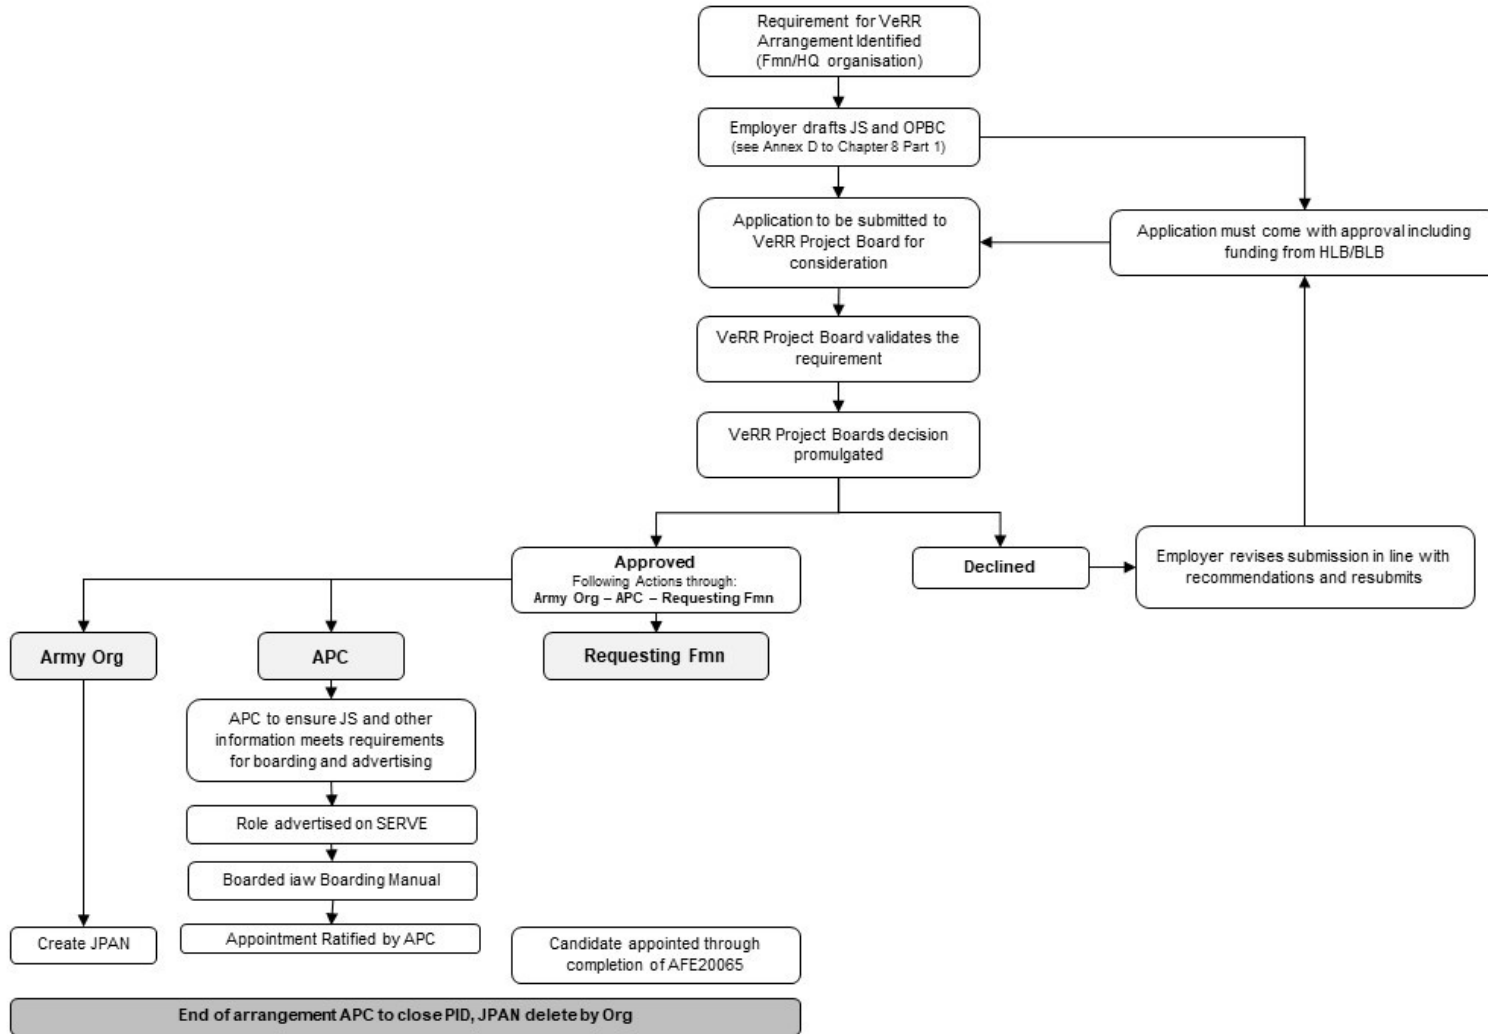 Requirement for VeRR
Arrangement Identified
(Fmn/HQ organisation)
Employer drafts JS and OPBC
(see Annex D to Chapter 8 Part 1)
Application to be submitted to
VeRR Project Board for
consideration
Application must come with approval including
funding from HLB/BLB
VeRR Project Board validates the
requirement
VeRR Project Boards decision
promulgated
Approved
Following Actions through:
Army Org – APC – Requesting Fmn
Declined
Employer revises submission in line with
recommendations and resubmits
Army Org
APC
Requesting Fmn
APC to ensure JS and other
information meets requirements
for boarding and advertising
Role advertised on SERVE
Boarded iaw Boarding Manual
Create JPAN
Appointment Ratified by APC
Candidate appointed through
completion of AFE20065
End of arrangement APC to close PID, JPAN delete by Org